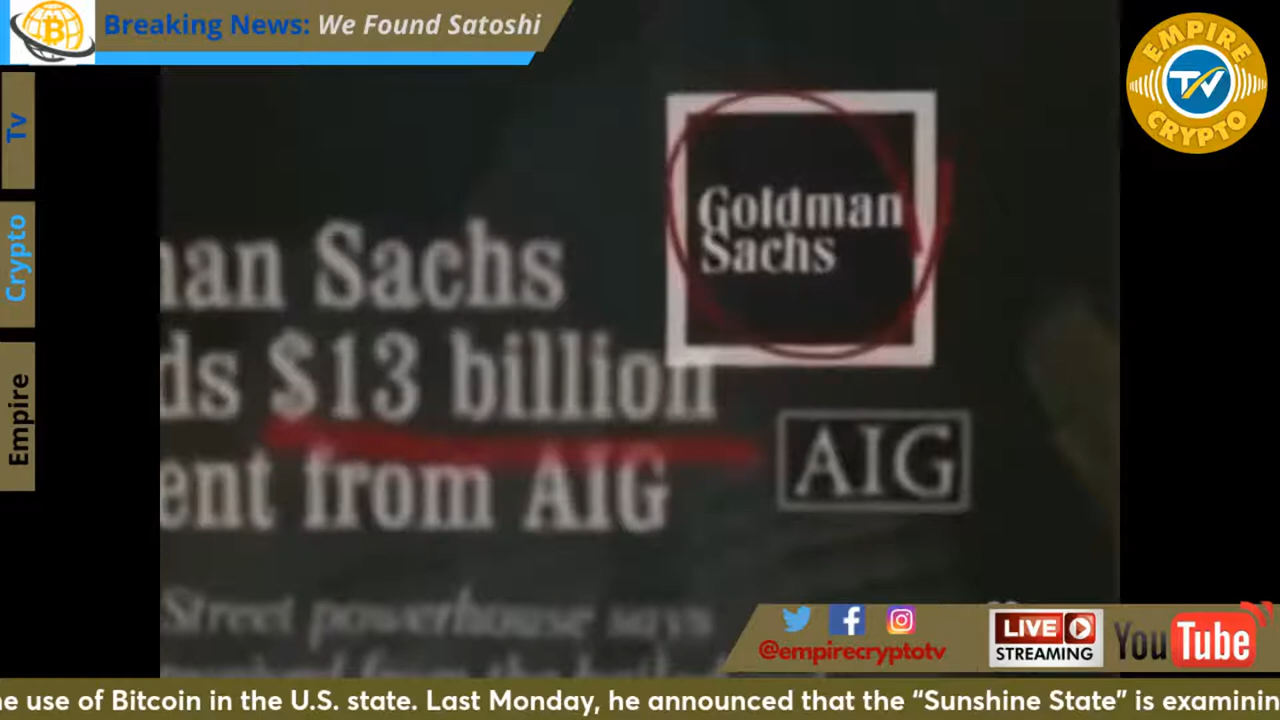 Breaking News: We Found Satoshi
EMPIRE
TV
CRYPTO
Tv
Crypto
Empire
Goldman
Sachs
man Sachs
ds $13 billion
ent from AIG
AIG
Street powerhouse says
@empirecryptotv
LIVE
STREAMING
YouTube
e use of Bitcoin in the U.S. state. Last Monday, he announced that the “Sunshine State” is examinin